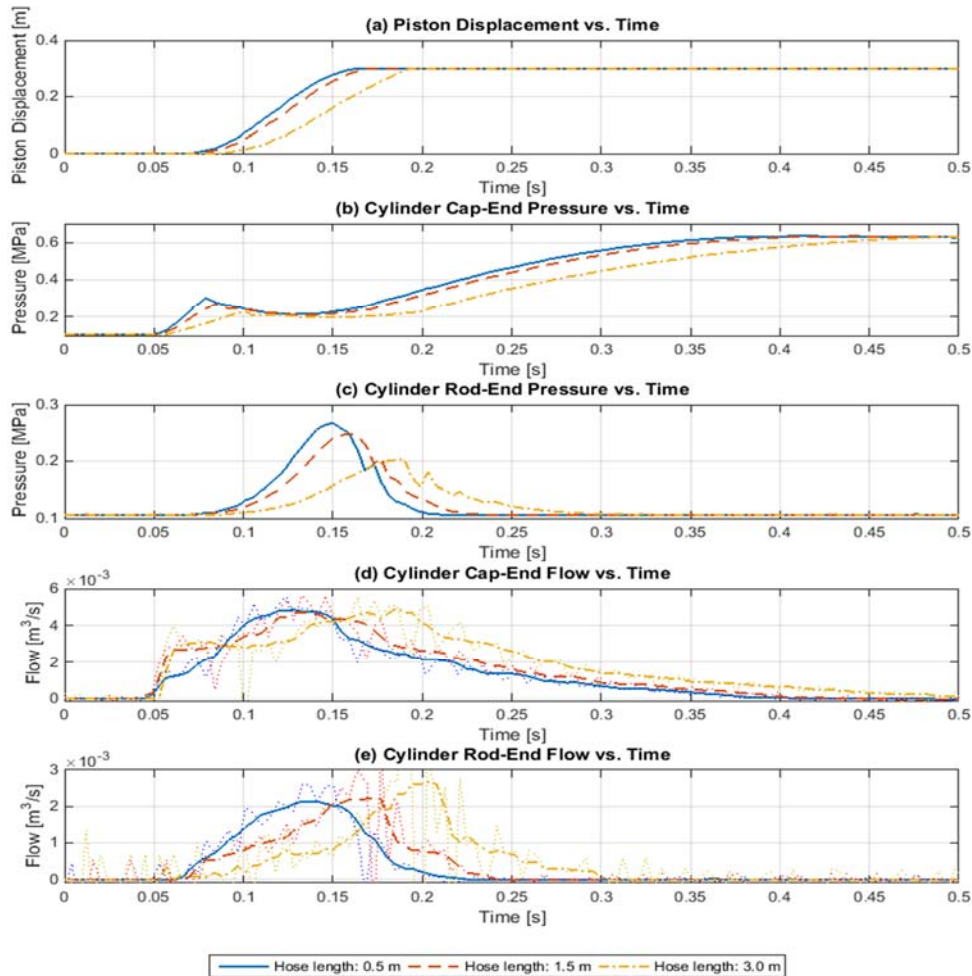 (a) Piston Displacement vs. Time
Piston Displacement [m]
0.4
0.2
0
0 0.05 0.1 0.15 0.2 0.25 0.3 0.35 0.4 0.45 0.5
Time [s]
(b) Cylinder Cap-End Pressure vs. Time
Pressure [MPa]
0.6
0.4
0.2
0 0.05 0.1 0.15 0.2 0.25 0.3 0.35 0.4 0.45 0.5
Time [s]
(c) Cylinder Rod-End Pressure vs. Time
Pressure [MPa]
0.3
0.2
0.1
0 0.05 0.1 0.15 0.2 0.25 0.3 0.35 0.4 0.45 0.5
Time [s]
(d) Cylinder Cap-End Flow vs. Time
× 10⁻³
Flow [m³/s]
6
4
2
0
0 0.05 0.1 0.15 0.2 0.25 0.3 0.35 0.4 0.45 0.5
Time [s]
(e) Cylinder Rod-End Flow vs. Time
× 10⁻³
Flow [m³/s]
3
2
1
0
0 0.05 0.1 0.15 0.2 0.25 0.3 0.35 0.4 0.45 0.5
Time [s]
Hose length: 0.5 m Hose length: 1.5 m Hose length: 3.0 m